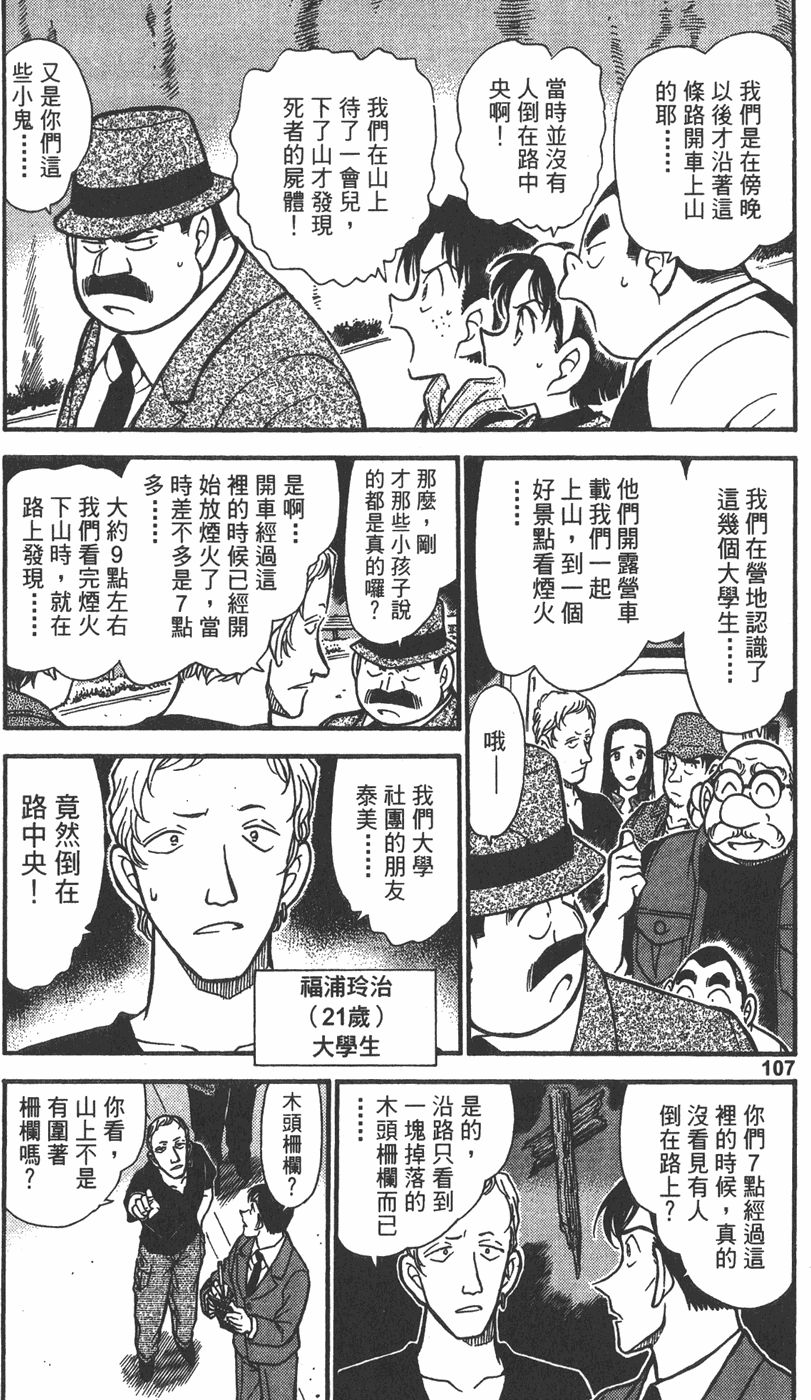 我們是在傍晚
以後才沿著這
條路開車上山
的耶……
當時並沒有
人倒在路中
央啊！
我們在山上
待了一會兒，
下了山才發現
死者的屍體！
又是你們這
些小鬼……
我們在營地認識了
這幾個大學生……
他們開露營車
載我們一起
上山，到一個
好景點看煙火
……
哦——
那麼，剛
才那些小孩子說
的都是真的囉？
是啊…
開車經過這
裡的時候已經開
始放煙火了，當
時差不多是7點
多……
大約9點左右
我們看完煙火
下山時，就在
路上發現……
我們大學
社團的朋友
泰美……
竟然倒在
路中央！
福浦玲治
（21歲）
大學生
107
你們7點經過這
裡的時候，真的
沒看見有人
倒在路上？
是的，
沿路只看到
一塊掉落的
木頭柵欄而已
……
木頭柵欄？
你看，
山上不是
有圍著
柵欄嗎？